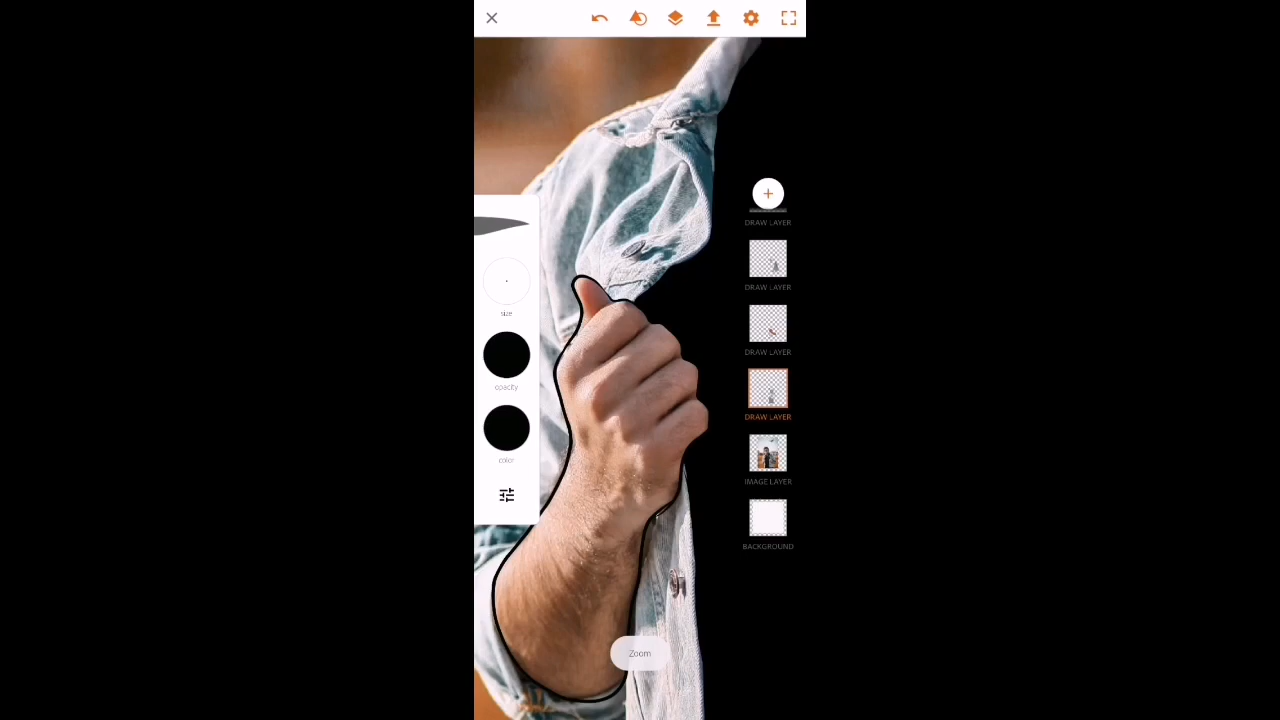 DRAW LAYER
DRAW LAYER
size
DRAW LAYER
opacity
DRAW LAYER
color
IMAGE LAYER
BACKGROUND
Zoom